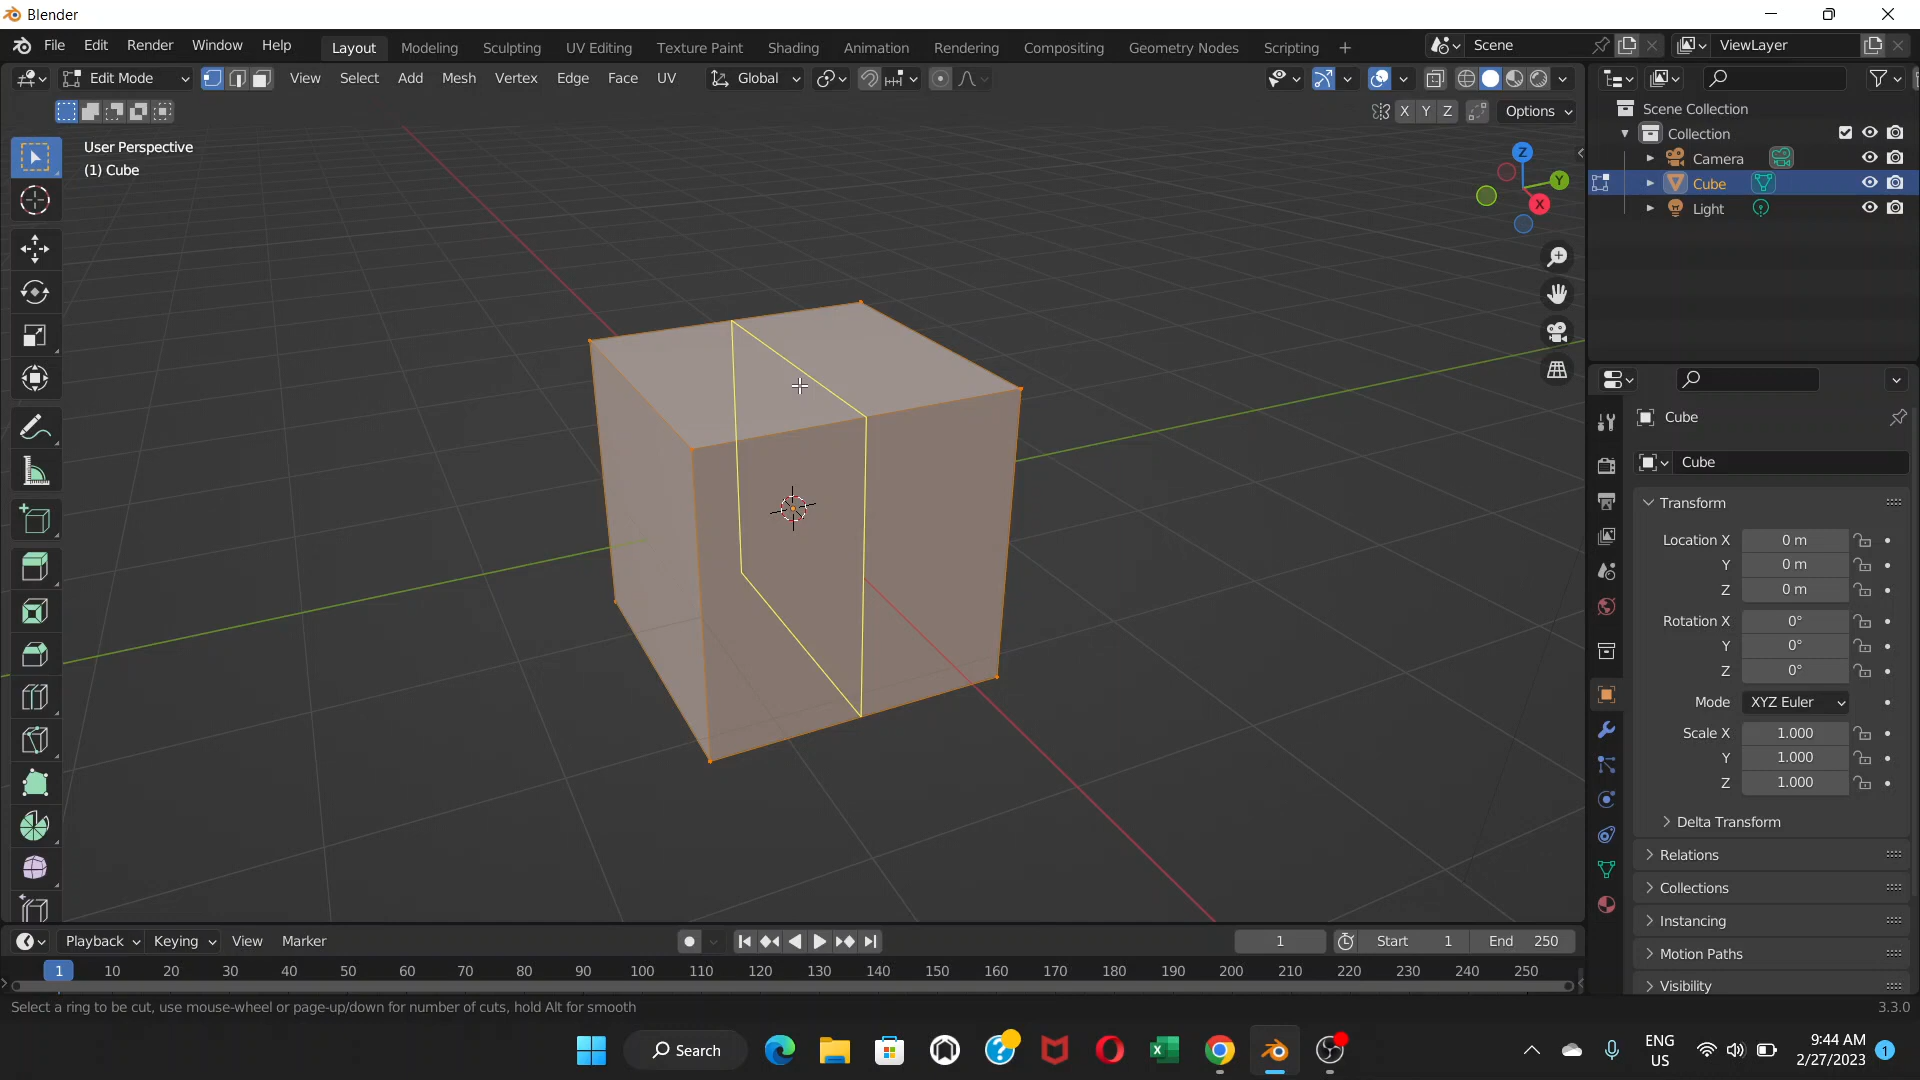 Blender
File Edit Render Window Help Layout Modeling Sculpting UV Editing Texture Paint Shading Animation Rendering Compositing Geometry Nodes Scripting + Scene ViewLayer
Edit Mode View Select Add Mesh Vertex Edge Face UV Global
X Y Z Options
User Perspective
(1) Cube
Z
Y
X
Scene Collection
Collection
Camera
Cube
Light
Cube
Cube
Transform
Location X 0 m
Y 0 m
Z 0 m
Rotation X 0°
Y 0°
Z 0°
Mode XYZ Euler
Scale X 1.000
Y 1.000
Z 1.000
Delta Transform
Relations
Collections
Instancing
Motion Paths
Visibility
Playback Keying View Marker 1 Start 1 End 250
1 10 20 30 40 50 60 70 80 90 100 110 120 130 140 150 160 170 180 190 200 210 220 230 240 250
Select a ring to be cut, use mouse-wheel or page-up/down for number of cuts, hold Alt for smooth 3.3.0
Search
ENG
US
9:44 AM
2/27/2023
1